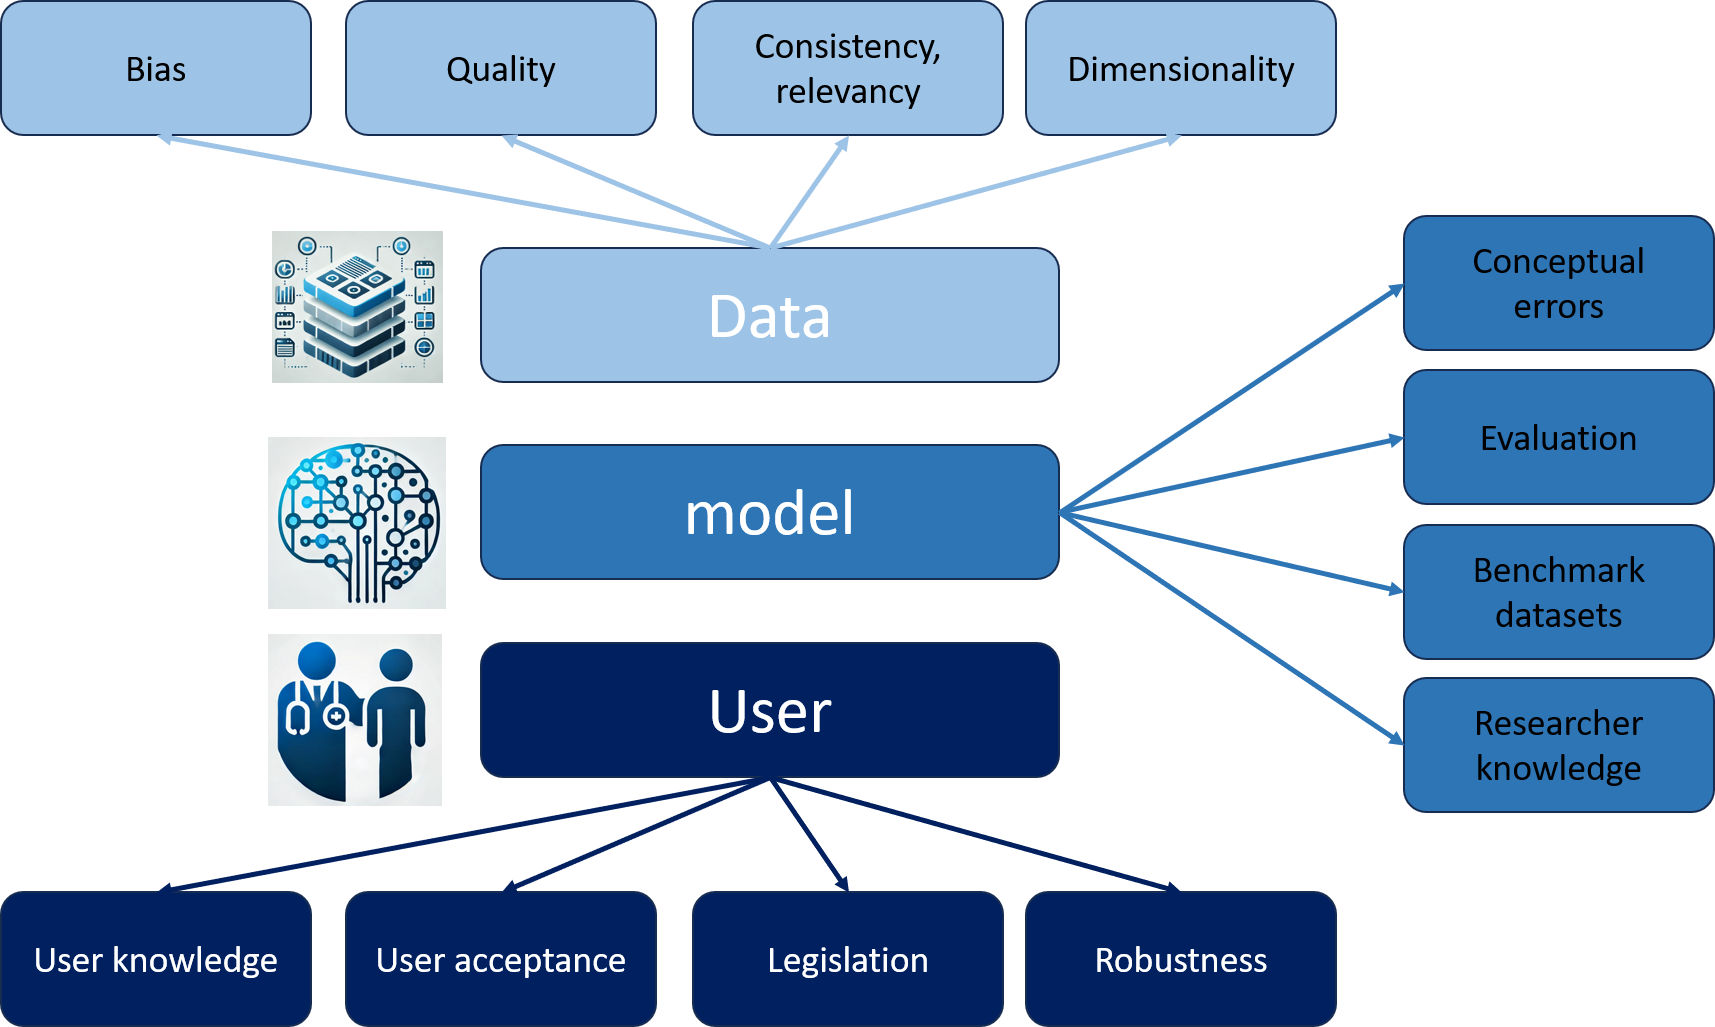 Bias
Quality
Consistency,
relevancy
Dimensionality
Data
model
User
Conceptual
errors
Evaluation
Benchmark
datasets
Researcher
knowledge
User knowledge
User acceptance
Legislation
Robustness